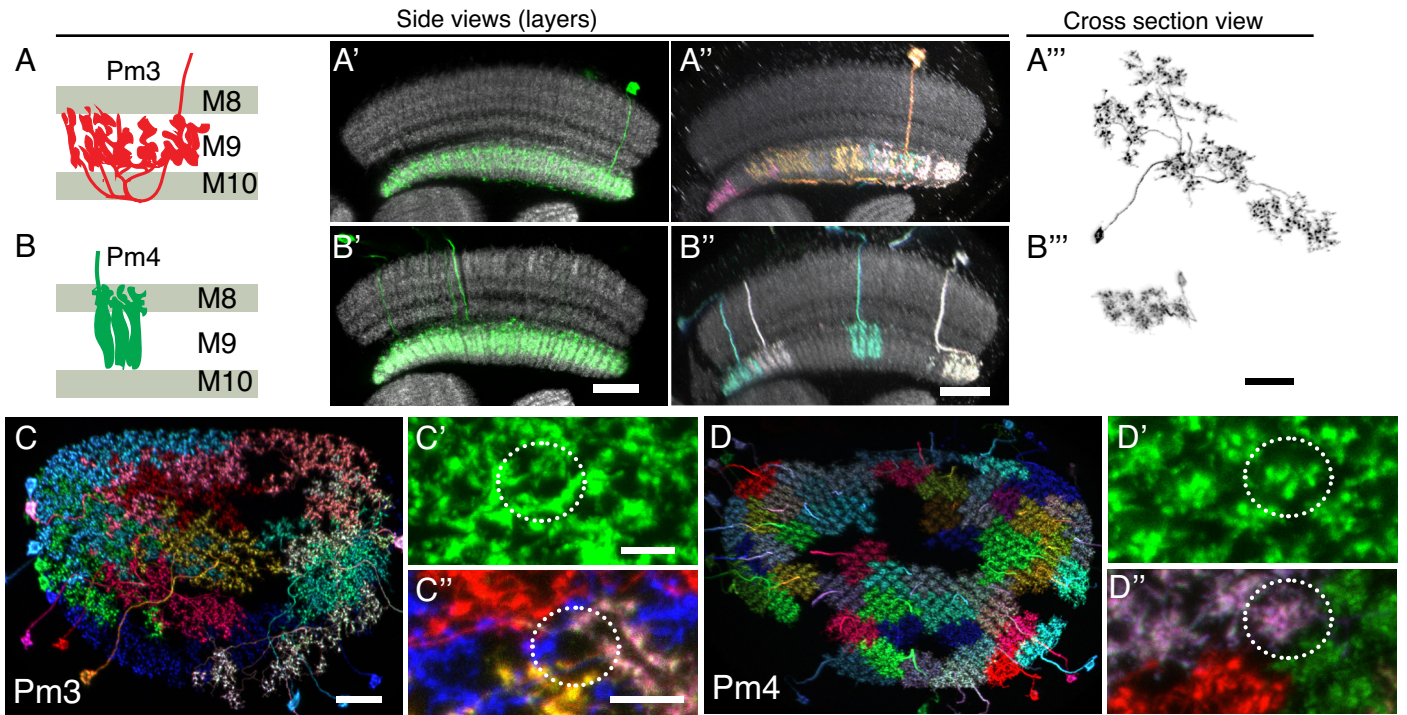 Side views (layers)
Cross section view
A
Pm3
M8
M9
M10
A'
A''
A'''
B
Pm4
M8
M9
M10
B'
B''
B'''
C
Pm3
C'
C''
D
Pm4
D'
D''